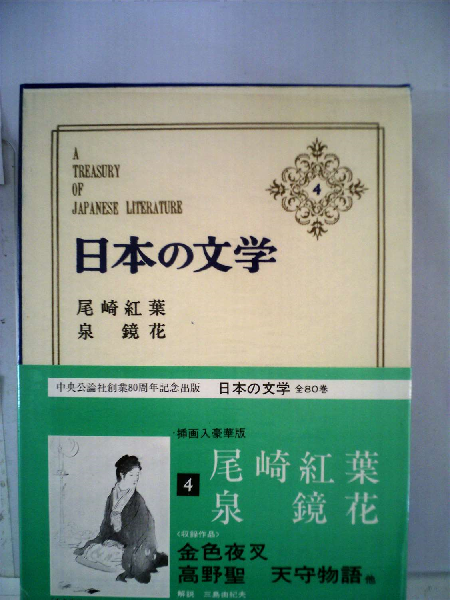 A
TREASURY
OF
JAPANESE LITERATURE
4
日本の文学
尾崎紅葉
泉鏡花
中央公論社創業80周年記念出版 日本の文学 全80巻
挿画入豪華版
4 尾崎紅葉
泉鏡花
〈収録作品〉
金色夜叉
高野聖 天守物語 他
解説 三島由紀夫